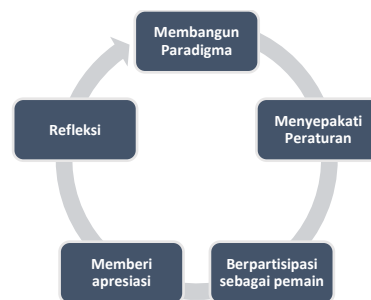 Membangun
Paradigma
Menyepakati
Peraturan
Berpartisipasi
sebagai pemain
Memberi
apresiasi
Refleksi